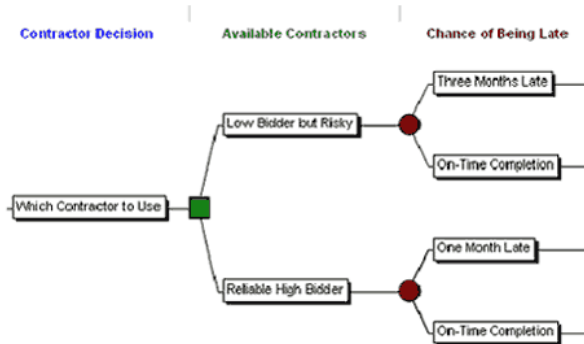 Contractor Decision
Available Contractors
Chance of Being Late
Three Months Late
Low Bidder but Risky
On-Time Completion
Which Contractor to Use
One Month Late
Reliable High Bidder
On-Time Completion